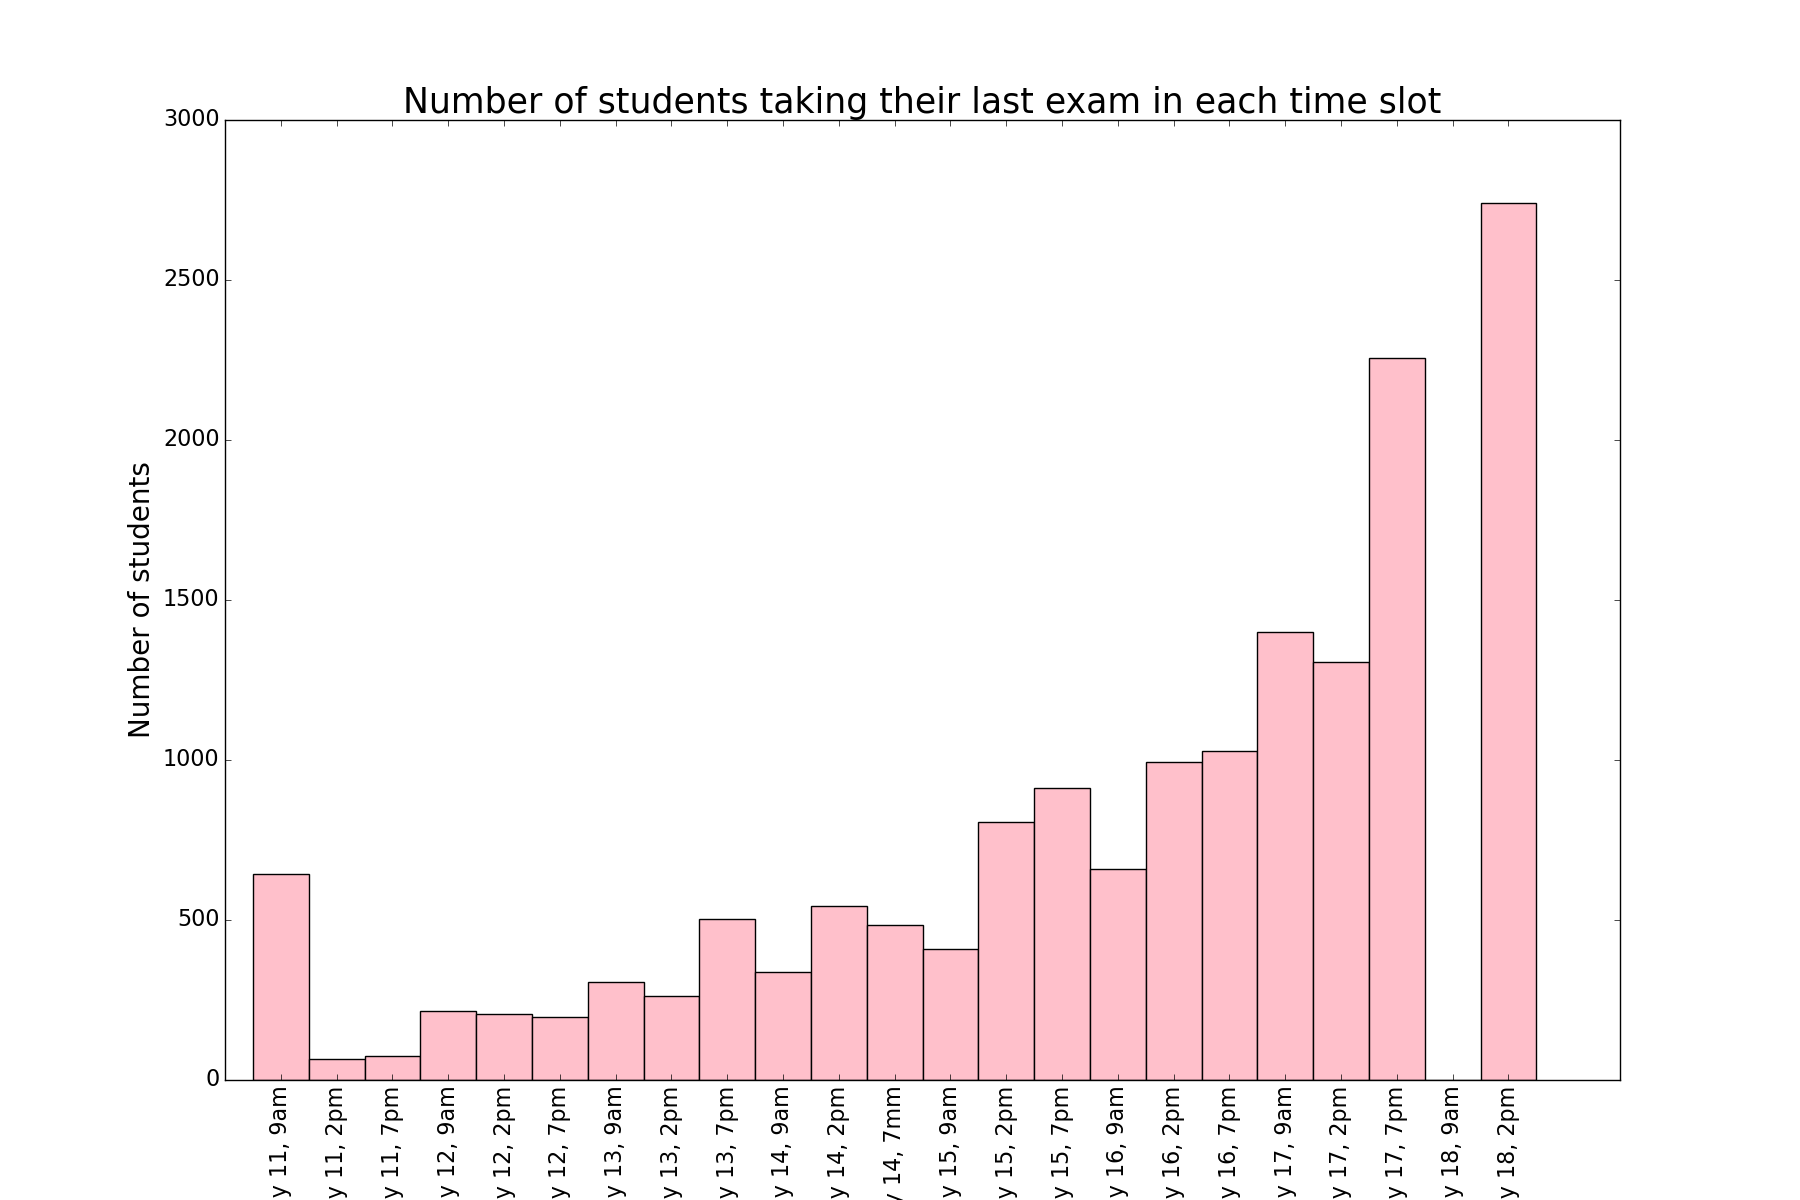 Number of students taking their last exam in each time slot
Number of students
3000
2500
2000
1500
1000
500
0
y 11, 9am
y 11, 2pm
y 11, 7pm
y 12, 9am
y 12, 2pm
y 12, 7pm
y 13, 9am
y 13, 2pm
y 13, 7pm
y 14, 9am
y 14, 2pm
y 14, 7mm
y 15, 9am
y 15, 2pm
y 15, 7pm
y 16, 9am
y 16, 2pm
y 16, 7pm
y 17, 9am
y 17, 2pm
y 17, 7pm
y 18, 9am
y 18, 2pm